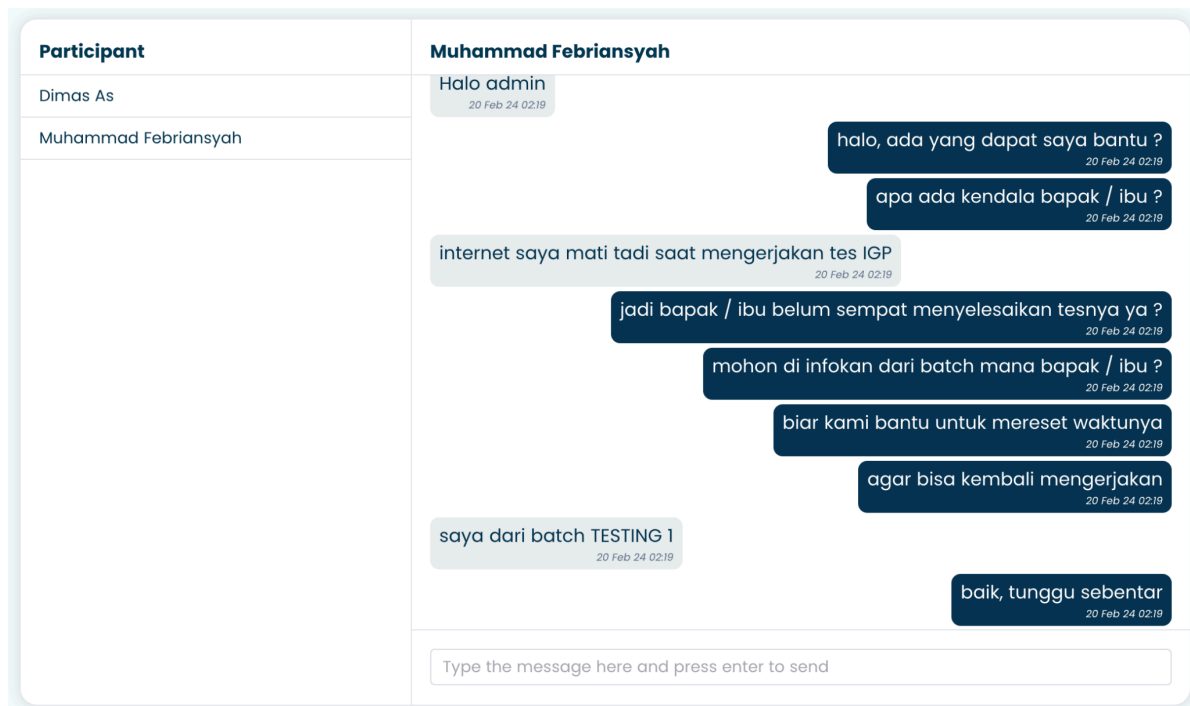 Participant
Dimas As
Muhammad Febriansyah
Muhammad Febriansyah
Halo admin
20 Feb 24 02:19
halo, ada yang dapat saya bantu ?
20 Feb 24 02:19
apa ada kendala bapak / ibu ?
20 Feb 24 02:19
internet saya mati tadi saat mengerjakan tes IGP
20 Feb 24 02:19
jadi bapak / ibu belum sempat menyelesaikan tesnya ya ?
20 Feb 24 02:19
mohon di infokan dari batch mana bapak / ibu ?
20 Feb 24 02:19
biar kami bantu untuk mereset waktunya
20 Feb 24 02:19
agar bisa kembali mengerjakan
20 Feb 24 02:19
saya dari batch TESTING 1
20 Feb 24 02:19
baik, tunggu sebentar
20 Feb 24 02:19
Type the message here and press enter to send